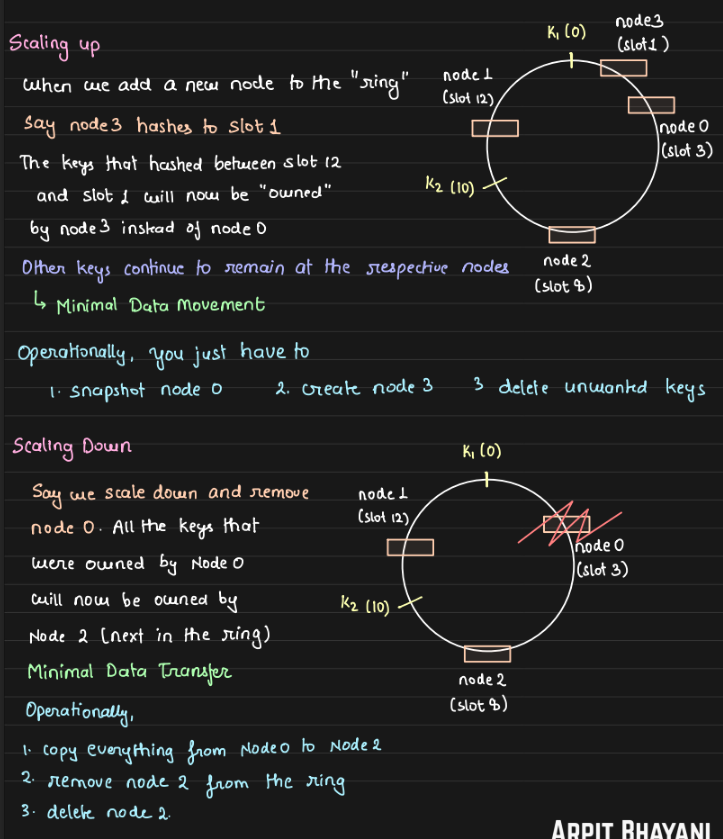 Scaling up
When we add a new node to the "ring"
Say node3 hashes to slot 1
The keys that hashed between slot 12
and slot 1 will now be "owned"
by node3 instead of node 0
Other keys continue to remain at the respective nodes
↳ Minimal Data Movement
K₁ (0)
node3
(slot1)
node 1
(slot 12)
node 0
(slot 3)
K₂ (10)
node 2
(slot 8)
Operationally, you just have to
1. snapshot node 0 2. create node 3 3 delete unwanted keys
Scaling Down
Say we scale down and remove
node 0. All the keys that
were owned by Node 0
will now be owned by
Node 2 (next in the ring)
Minimal Data Transfer
K₁ (0)
node 1
(slot 12)
node 0
(slot 3)
K₂ (10)
node 2
(slot 8)
Operationally,
1. copy everything from Node 0 to Node 2
2. remove node 2 from the ring
3. delete node 2.
ARPIT BHAYANI